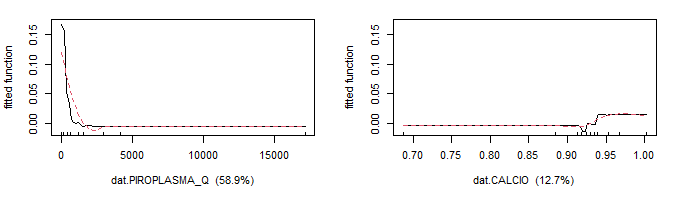 fitted function
0.00 0.05 0.10 0.15
0 5000 10000 15000
dat.PIROPLASMA_Q (58.9%)
fitted function
0.00 0.05 0.10 0.15
0.70 0.75 0.80 0.85 0.90 0.95 1.00
dat.CALCIO (12.7%)